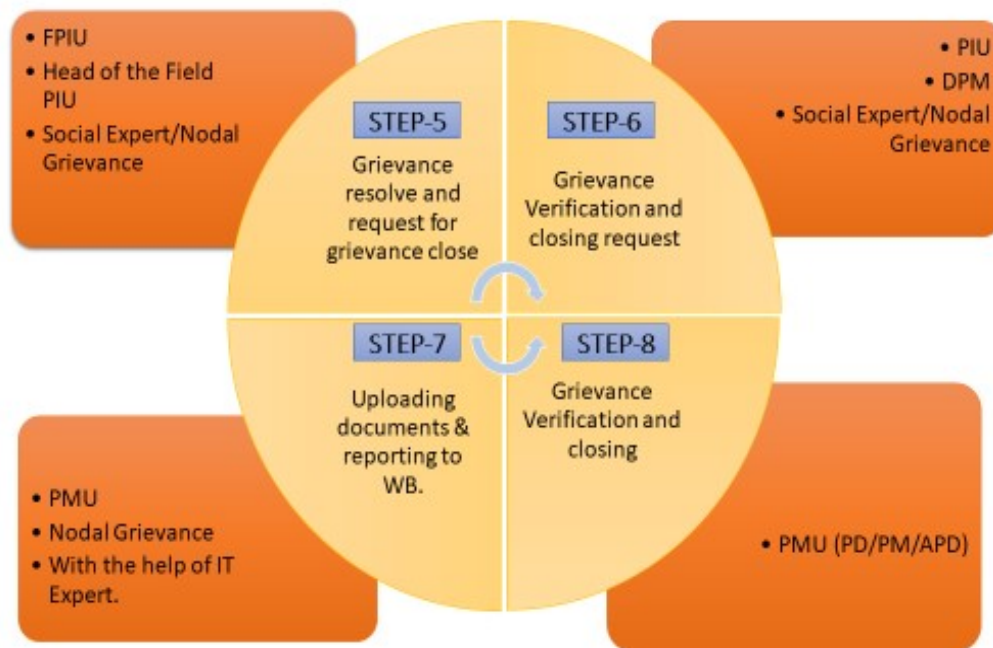 • FPIU
• Head of the Field
PIU
• Social Expert/Nodal
Grievance
STEP-5
Grievance
resolve and
request for
grievance close
STEP-6
Grievance
Verification and
closing request
• PIU
• DPM
• Social Expert/Nodal
Grievance
• PMU
• Nodal Grievance
• With the help of IT
Expert.
STEP-7
Uploading
documents &
reporting to
WB.
STEP-8
Grievance
Verification and
closing
• PMU (PD/PM/APD)